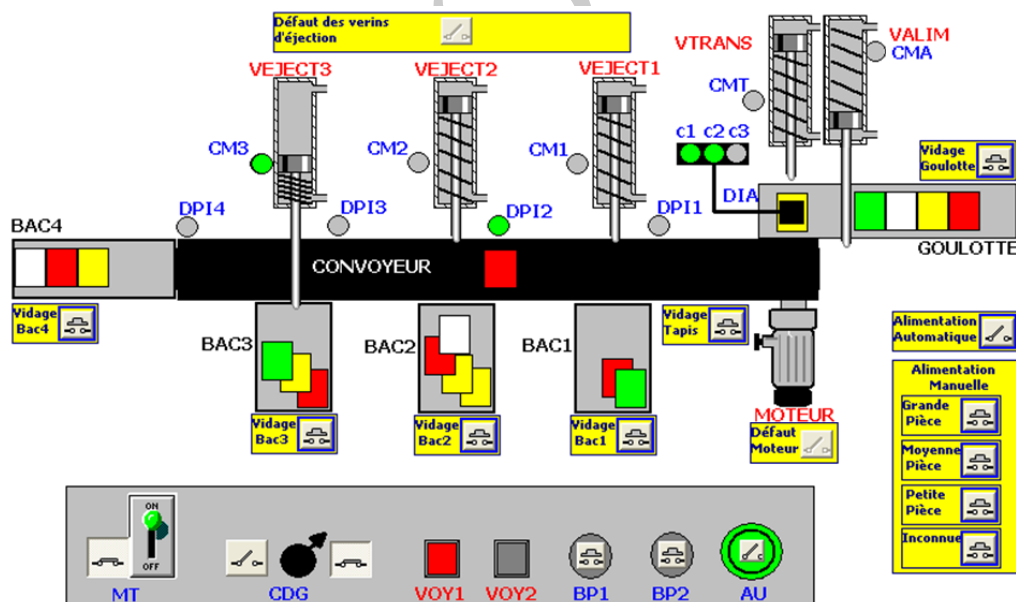 Défaut des verins
d'éjection
VTRANS
VALIM
CMA
VEJECT3
VEJECT2
VEJECT1
CMT
c1 c2 c3
CM3
CM2
CM1
Vidage
Goulotte
DIA
DPI4
DPI3
DPI2
DPI1
BAC4
GOULOTTE
CONVOYEUR
Vidage
Bac4
Vidage
Tapis
Alimentation
Automatique
BAC3
BAC2
BAC1
Alimentation
Manuelle
Grande
Pièce
Moyenne
Pièce
Petite
Pièce
Inconnue
Vidage
Bac3
Vidage
Bac2
Vidage
Bac1
MOTEUR
Défaut
Moteur
ON
OFF
MT
CDG
VOY1
VOY2
BP1
BP2
AU